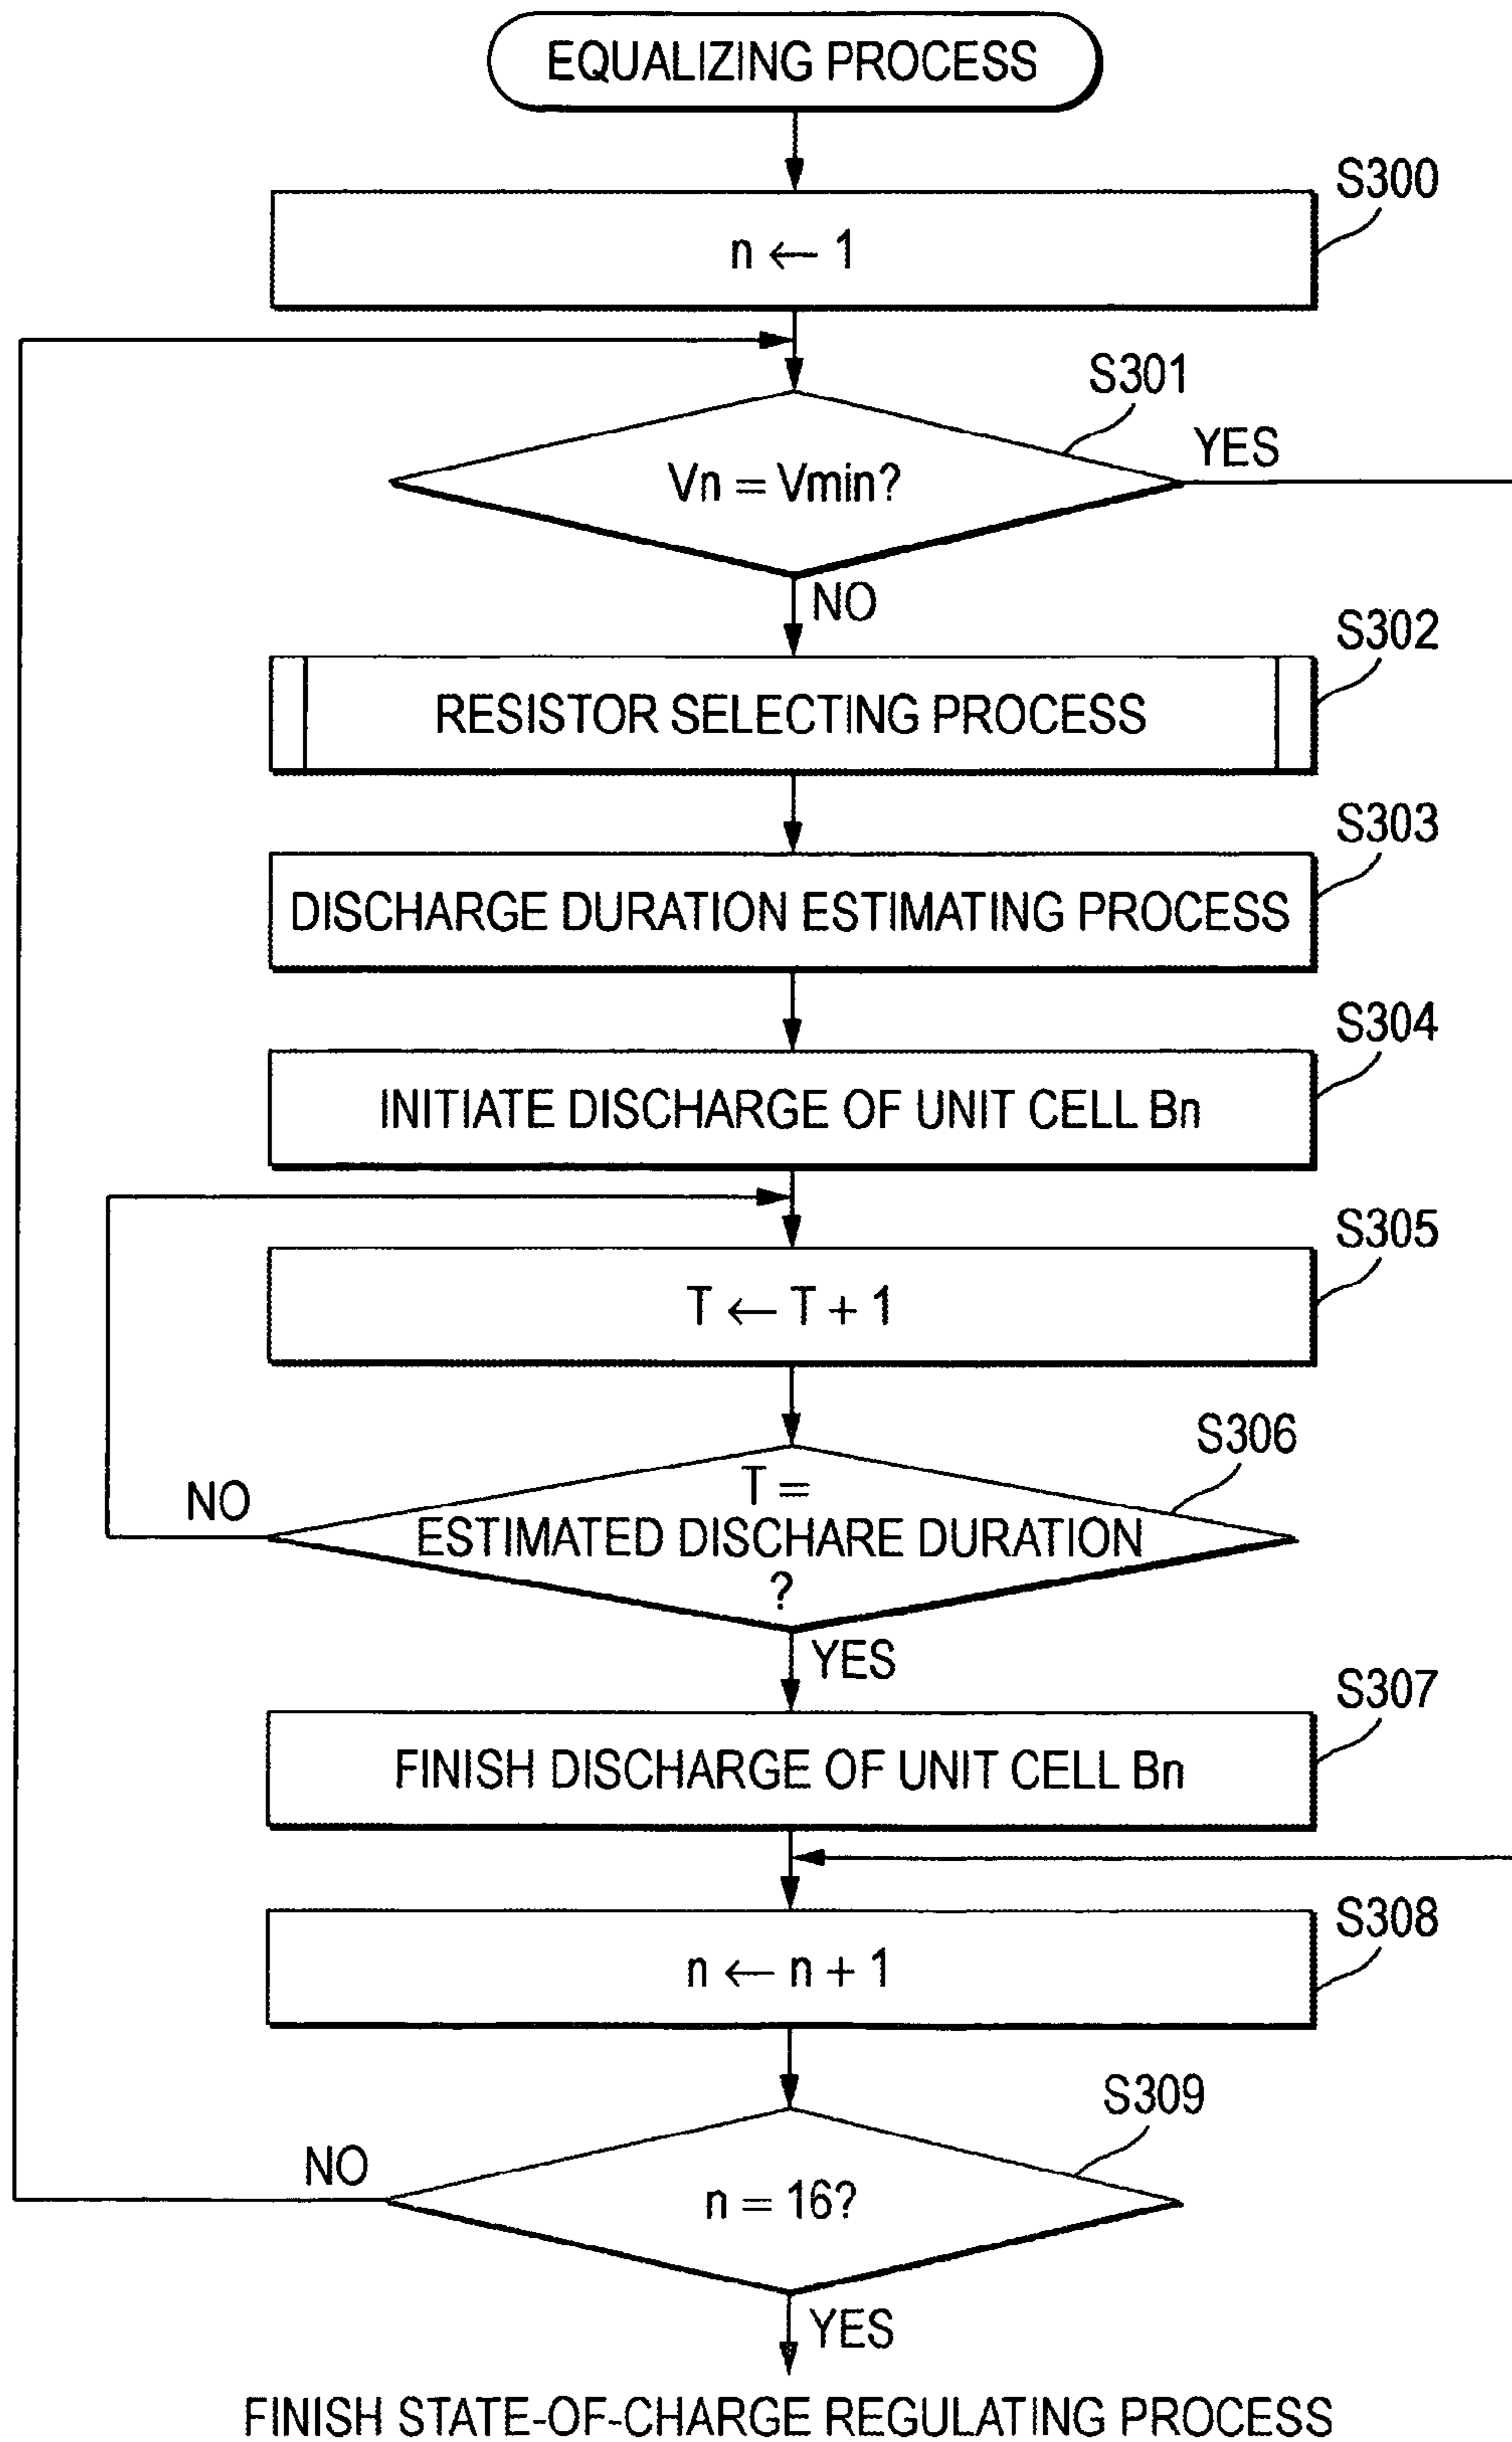 EQUALIZING PROCESS
S300
n ← 1
S301
Vn = Vmin?
YES
NO
S302
RESISTOR SELECTING PROCESS
S303
DISCHARGE DURATION ESTIMATING PROCESS
S304
INITIATE DISCHARGE OF UNIT CELL Bn
S305
T ← T + 1
S306
NO
T =
ESTIMATED DISCHARE DURATION
?
YES
S307
FINISH DISCHARGE OF UNIT CELL Bn
S308
n ← n + 1
S309
NO
n = 16?
YES
FINISH STATE-OF-CHARGE REGULATING PROCESS